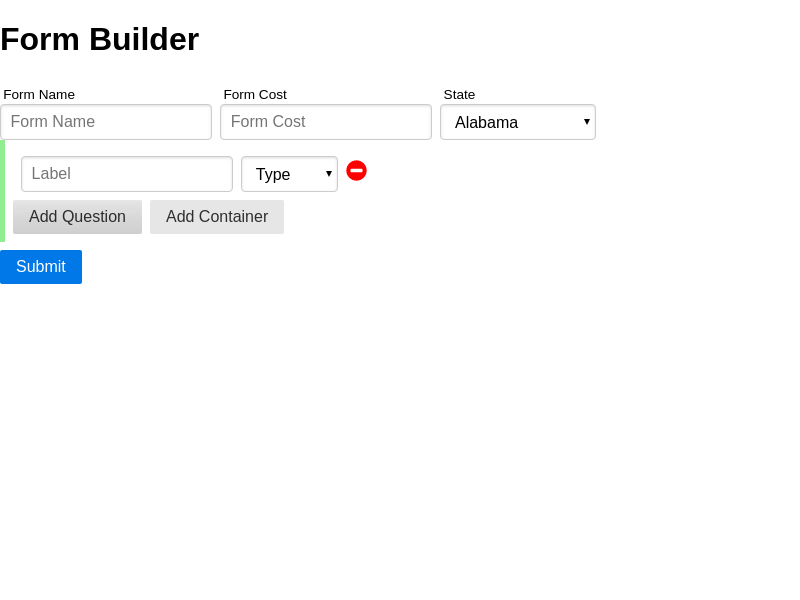 Form Builder
Form Name Form Cost State
Form Name Form Cost Alabama
Label Type
Add Question Add Container
Submit